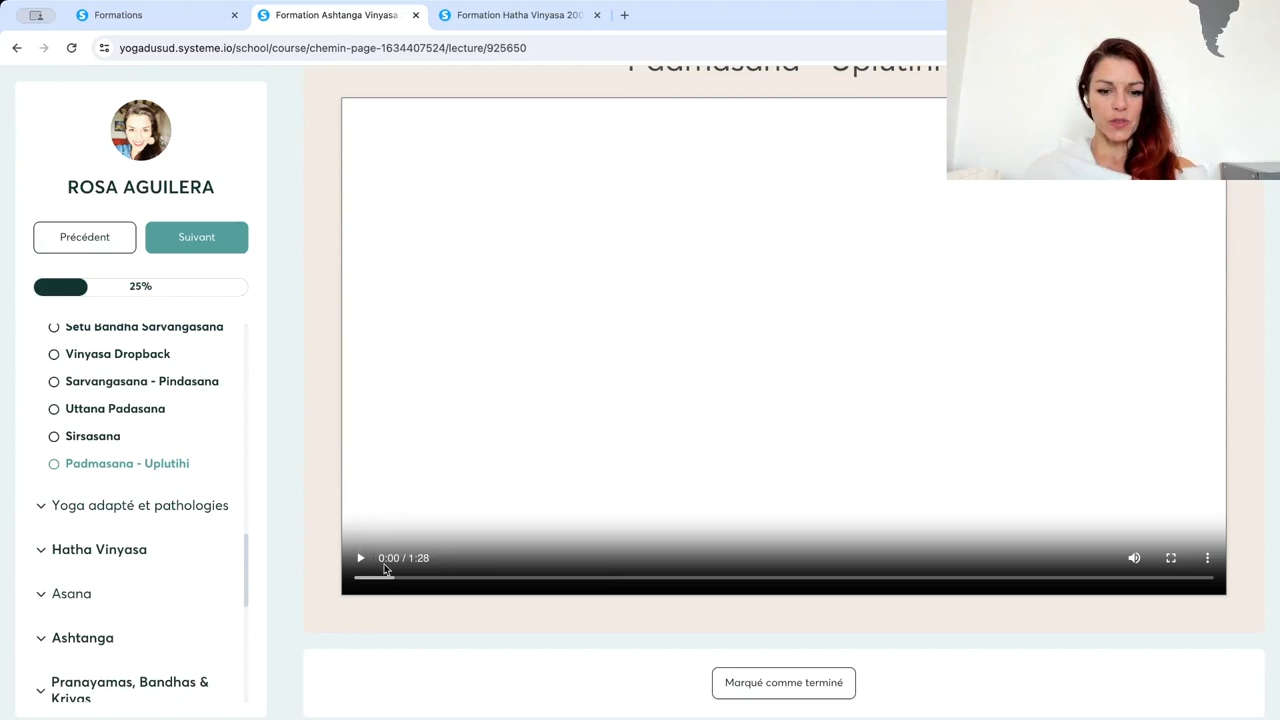 Formations
Formation Ashtanga Vinyasa
Formation Hatha Vinyasa 200
yogadusud.systeme.io/school/course/chemin-page-1634407524/lecture/925650
Padmasana - Uplutihi
ROSA AGUILERA
Précédent
Suivant
25%
Setu Bandha Sarvangasana
Vinyasa Dropback
Sarvangasana - Pindasana
Uttana Padasana
Sirsasana
Padmasana - Uplutihi
Yoga adapté et pathologies
Hatha Vinyasa
Asana
Ashtanga
Pranayamas, Bandhas &
Kriyas
0:00 / 1:28
Marqué comme terminé